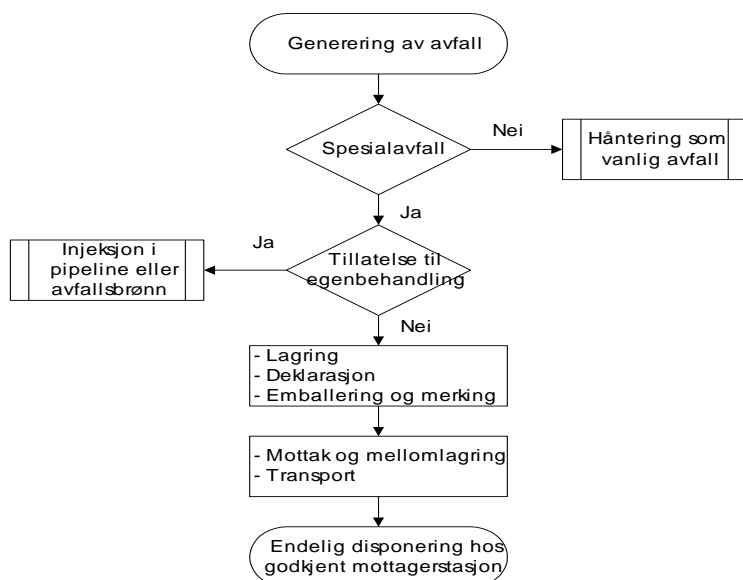 Generering av avfall
Spesialavfall
Nei
Håntering som
vanlig avfall
Ja
Tillatelse til
egenbehandling
Ja
Injeksjon i
pipeline eller
avfallsbrønn
Nei
- Lagring
- Deklarasjon
- Emballering og merking
- Mottak og mellomlagring
- Transport
Endelig disponering hos
godkjent mottagerstasjon